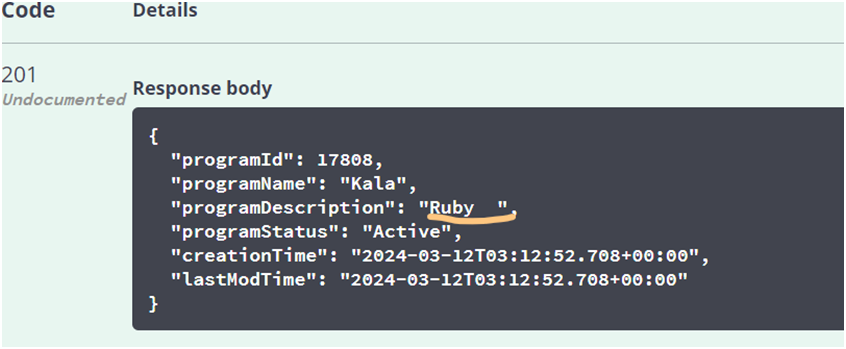 Code Details
201
Undocumented
Response body
{
  "programId": 17808,
  "programName": "Kala",
  "programDescription": "Ruby  ",
  "programStatus": "Active",
  "creationTime": "2024-03-12T03:12:52.708+00:00",
  "lastModTime": "2024-03-12T03:12:52.708+00:00"
}